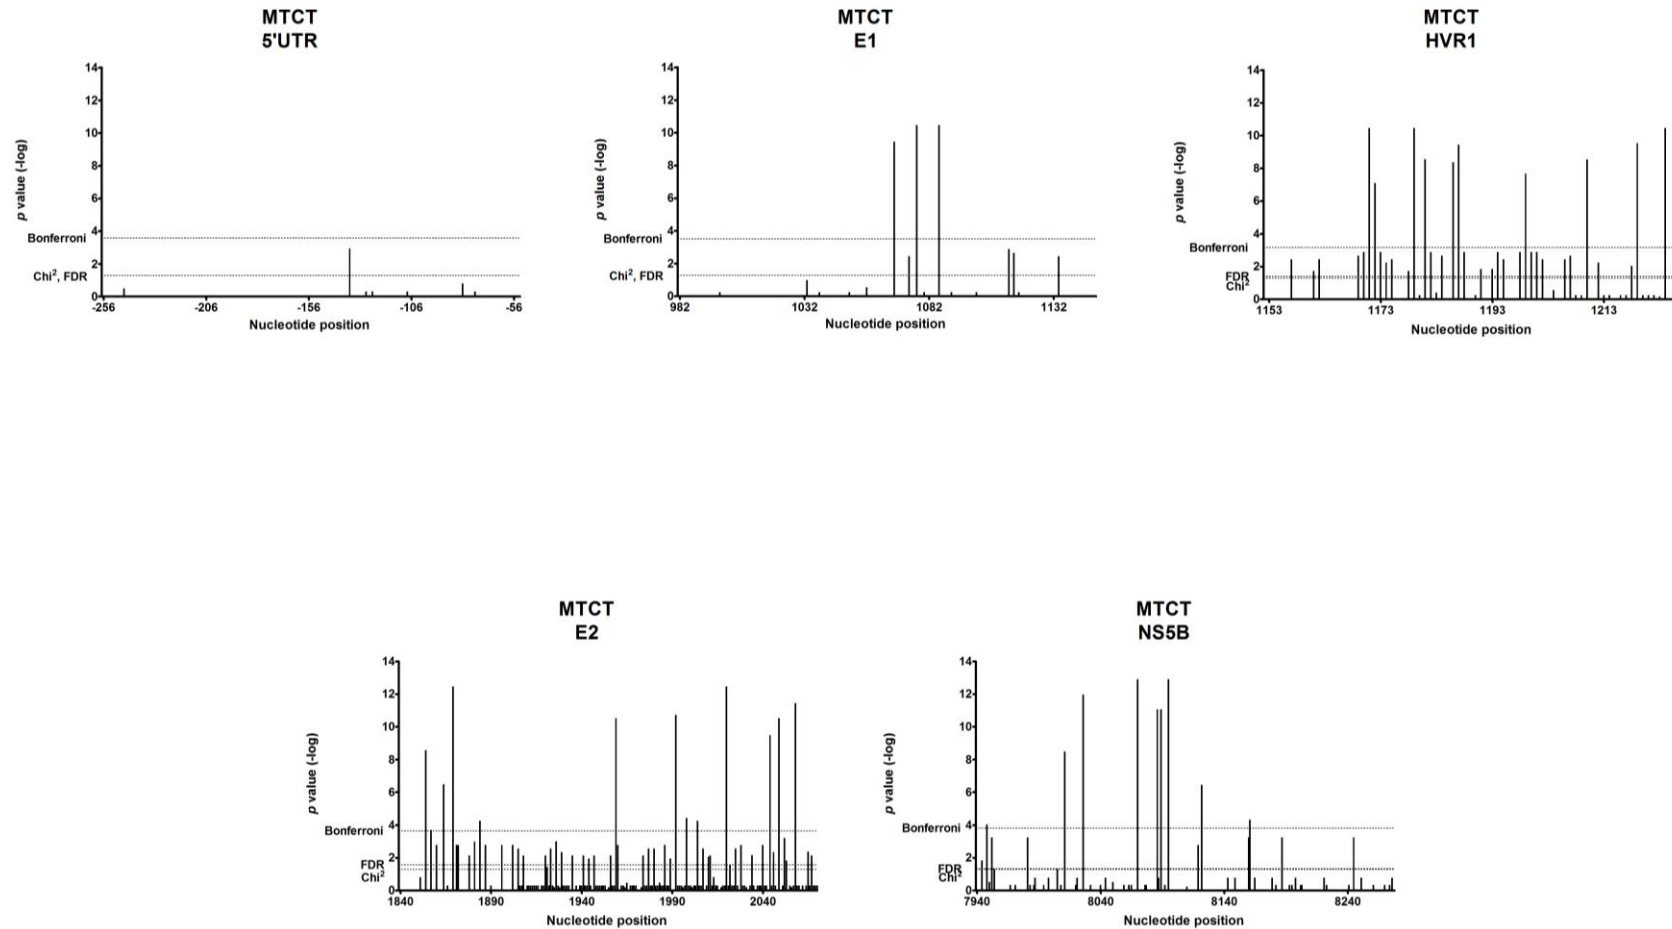 MTCT
5'UTR
14
12
10
8
6
4
2
0
p value (-log)
Bonferroni
Chi², FDR
-256
-206
-156
-106
-56
Nucleotide position
MTCT
E1
14
12
10
8
6
4
2
0
p value (-log)
Bonferroni
Chi², FDR
982
1032
1082
1132
Nucleotide position
MTCT
HVR1
14
12
10
8
6
4
2
0
p value (-log)
Bonferroni
FDR
Chi²
1153
1173
1193
1213
Nucleotide position
MTCT
E2
14
12
10
8
6
4
2
0
p value (-log)
Bonferroni
FDR
Chi²
1840
1890
1940
1990
2040
Nucleotide position
MTCT
NS5B
14
12
10
8
6
4
2
0
p value (-log)
Bonferroni
FDR
Chi²
7940
8040
8140
8240
Nucleotide position